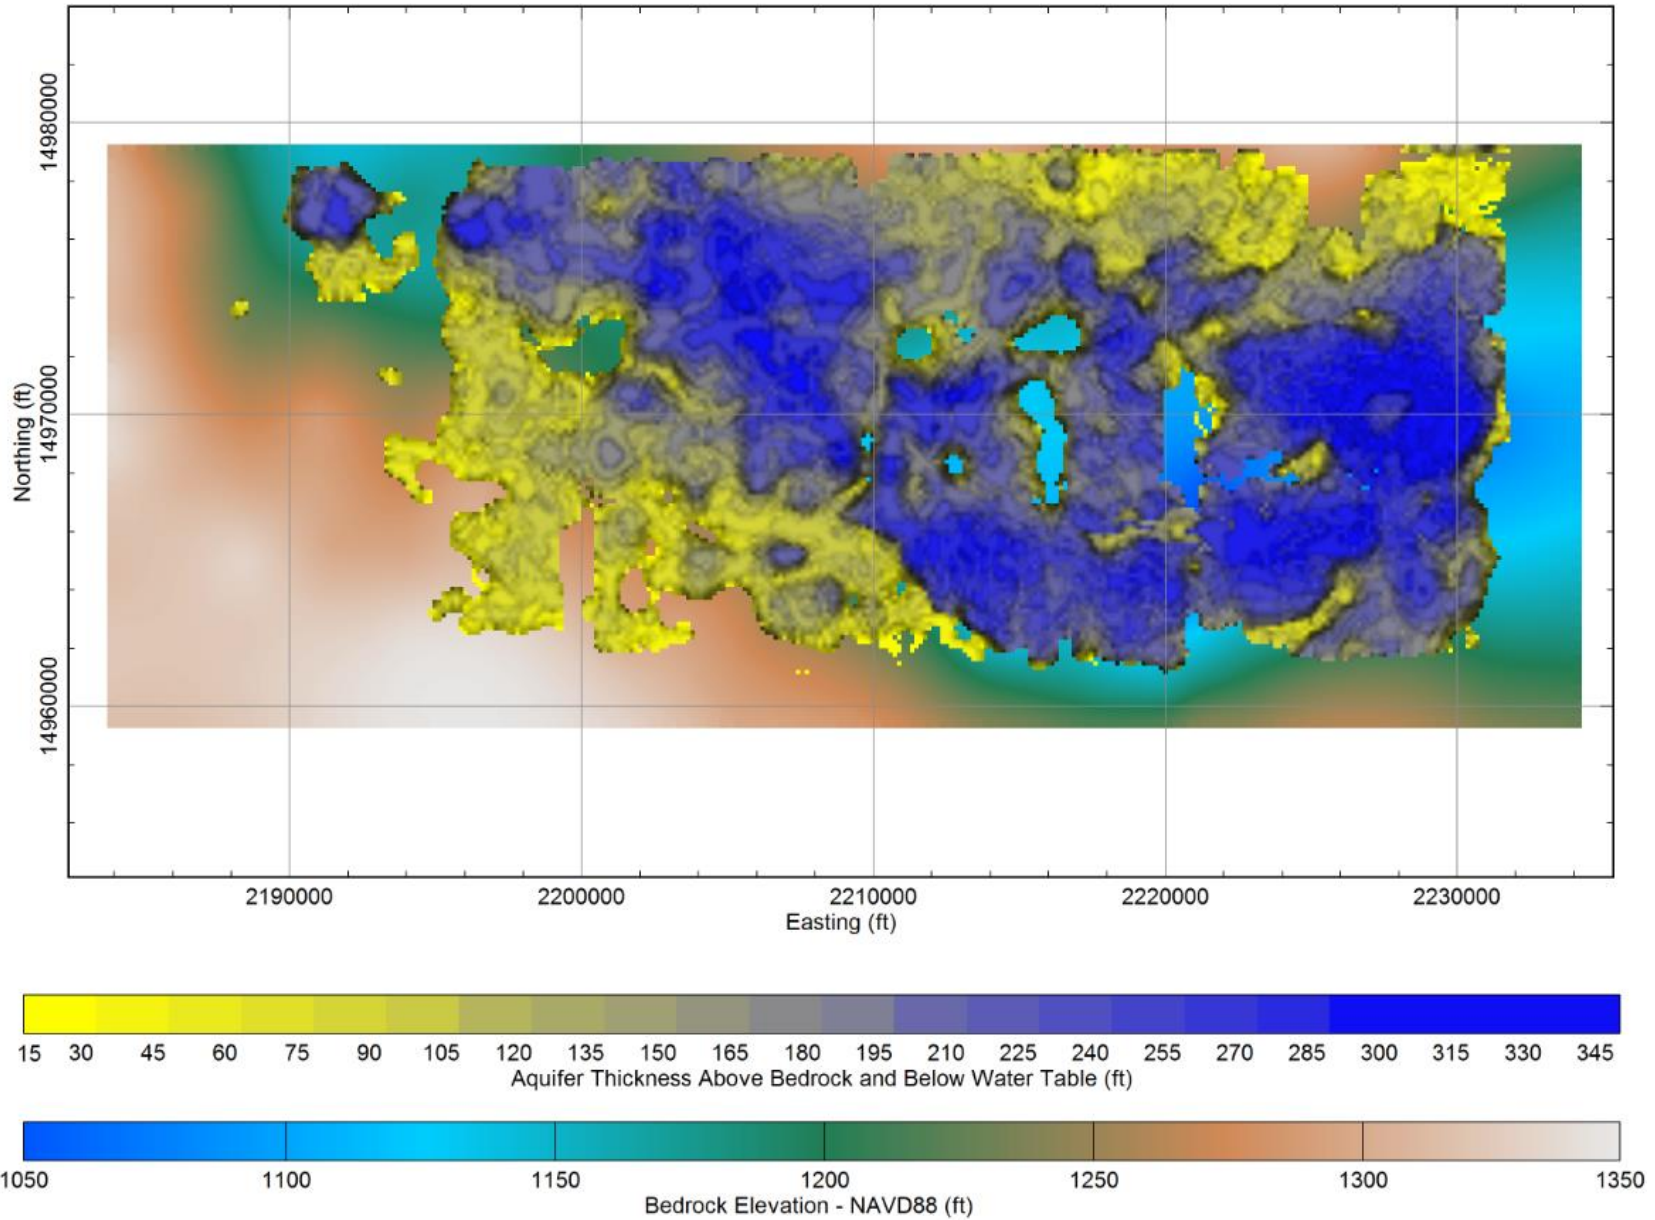 14980000
14970000
14960000
Northing (ft)
2190000 2200000 2210000 2220000 2230000
Easting (ft)
15 30 45 60 75 90 105 120 135 150 165 180 195 210 225 240 255 270 285 300 315 330 345
Aquifer Thickness Above Bedrock and Below Water Table (ft)
1050 1100 1150 1200 1250 1300 1350
Bedrock Elevation - NAVD88 (ft)